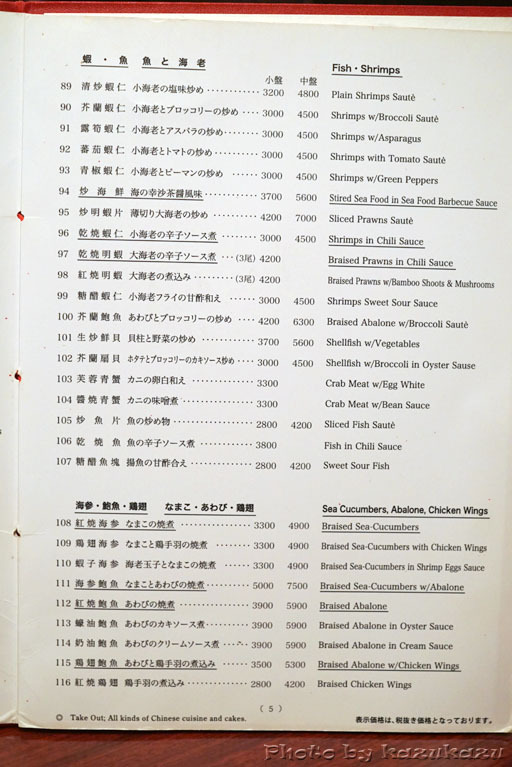 蝦・魚 魚と海老 Fish・Shrimps
小盤 中盤
89 清炒蝦仁 小海老の塩味炒め ………… 3200 4800 Plain Shrimps Sautè
90 芥蘭蝦仁 小海老とブロッコリーの炒め …… 3000 4500 Shrimps w/Broccoli Sautè
91 露筍蝦仁 小海老とアスパラの炒め……… 3000 4500 Shrimps w/Asparagus
92 蕃茄蝦仁 小海老とトマトの炒め ………… 3000 4500 Shrimps with Tomato Sautè
93 青椒蝦仁 小海老とピーマンの炒め ……… 3000 4500 Shrimps w/Green Peppers
94 炒海鮮 海の幸沙茶醤風味………… 3700 5600 Stired Sea Food in Sea Food Barbecue Sauce
95 炒明蝦片 薄切り大海老の炒め ………… 4200 7000 Sliced Prawns Sautè
96 乾焼蝦仁 小海老の辛子ソース煮 ……… 3000 4500 Shrimps in Chili Sauce
97 乾焼明蝦 大海老の辛子ソース煮 …(3尾) 4200 Braised Prawns in Chili Sauce
98 紅焼明蝦 大海老の煮込み ………(3尾) 4200 Braised Prawns w/Bamboo Shoots & Mushrooms
99 糖醋蝦仁 小海老フライの甘酢和え …… 3000 4500 Shrimps Sweet Sour Sauce
100 芥蘭鮑魚 あわびとブロッコリーの炒め … 4200 6300 Braised Abalone w/Broccoli Sautè
101 生炒鮮貝 貝柱と野菜の炒め ………… 3700 5600 Shellfish w/Vegetables
102 芥蘭扇貝 ホタテとブロッコリーのカキソース炒め …… 3000 4500 Shellfish w/Broccoli in Oyster Sause
103 芙蓉青蟹 カニの卵白和え ………… 3300 Crab Meat w/Egg White
104 醤焼青蟹 カニの味噌煮 ………… 3300 Crab Meat w/Bean Sauce
105 炒魚片 魚の炒め物 ………… 2800 4200 Sliced Fish Sautè
106 乾焼魚 魚の辛子ソース煮 ………… 3800 Fish in Chili Sauce
107 糖醋魚塊 揚魚の甘酢合え ………… 2800 4200 Sweet Sour Fish
海参・鮑魚・鶏翅 なまこ・あわび・鶏翅 Sea Cucumbers, Abalone, Chicken Wings
108 紅焼海参 なまこの焼煮 ………… 3300 4900 Braised Sea-Cucumbers
109 鶏翅海参 なまこと鶏手羽の焼煮 ……… 3300 4900 Braised Sea-Cucumbers with Chicken Wings
110 蝦子海参 海老玉子となまこの焼煮 ……… 3300 4900 Braised Sea-Cucumbers in Shrimp Eggs Sauce
111 海参鮑魚 なまことあわびの焼煮………… 5000 7500 Braised Sea-Cucumbers w/Abalone
112 紅焼鮑魚 あわびの焼煮 ………… 3900 5900 Braised Abalone
113 蠔油鮑魚 あわびのカキソース煮………… 3900 5900 Braised Abalone in Oyster Sauce
114 奶油鮑魚 あわびのクリームソース煮 …… 3900 5900 Braised Abalone in Cream Sauce
115 鶏翅鮑魚 あわびと鶏手羽の煮込み …… 3500 5300 Braised Abalone w/Chicken Wings
116 紅焼鶏翅 鶏手羽の煮込み ………… 2800 4200 Braised Chicken Wings
( 5 )
◎ Take Out; All kinds of Chinese cuisine and cakes. 表示価格は、税抜き価格となっております。
Photo by kazukazu